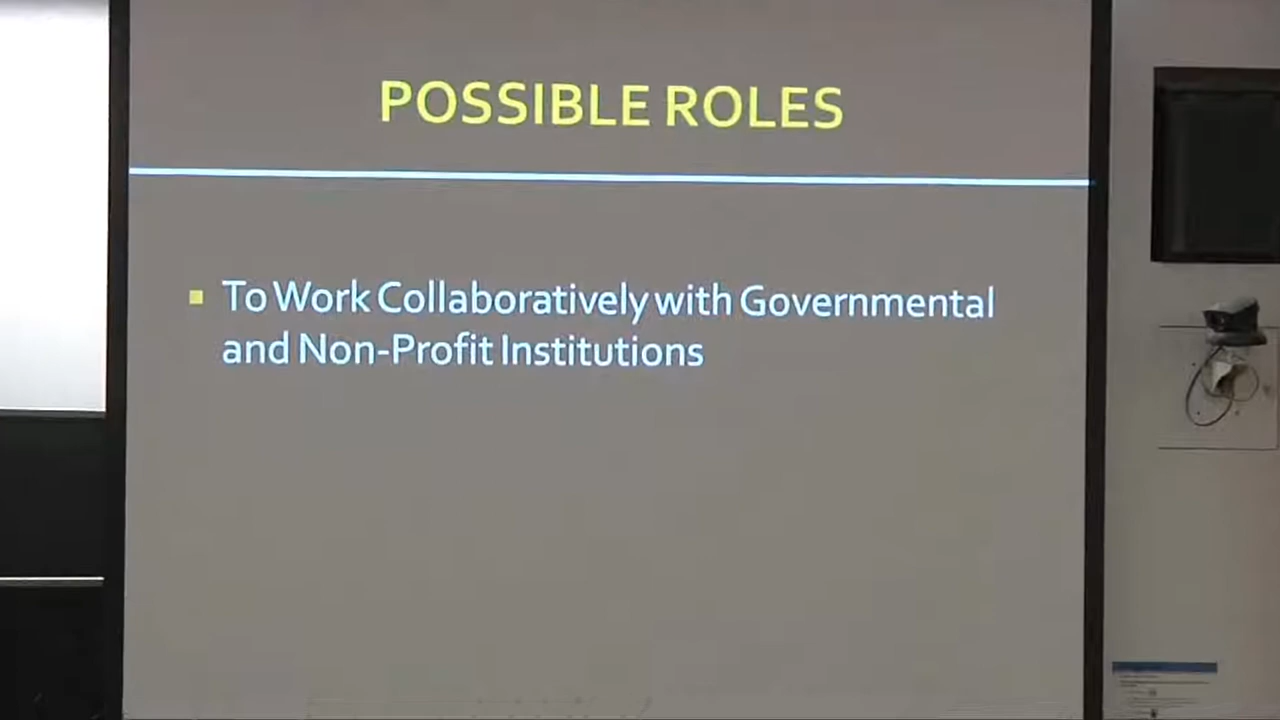 POSSIBLE ROLES
To Work Collaboratively with Governmental
and Non-Profit Institutions